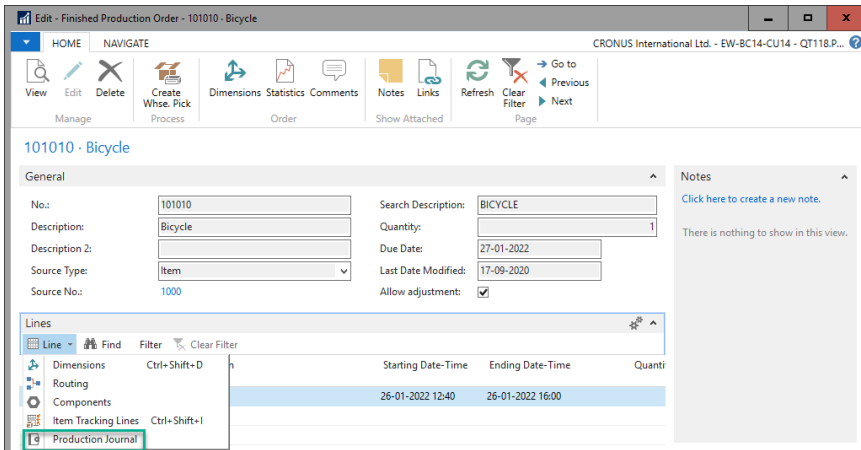 Edit - Finished Production Order - 101010 · Bicycle
HOME NAVIGATE CRONUS International Ltd. - EW-BC14-CU14 - QT118.P...
View Edit Delete Create Whse. Pick Dimensions Statistics Comments Notes Links Refresh Clear Filter
Go to
Previous
Next
Manage Process Order Show Attached Page
101010 · Bicycle
General
No.: 101010 Search Description: BICYCLE
Description: Bicycle Quantity: 1
Description 2: Due Date: 27-01-2022
Source Type: Item Last Date Modified: 17-09-2020
Source No.: 1000 Allow adjustment:
Notes
Click here to create a new note.
There is nothing to show in this view.
Lines
Line Find Filter Clear Filter
Starting Date-Time Ending Date-Time
26-01-2022 12:40 26-01-2022 16:00
Dimensions Ctrl+Shift+D
Routing
Components
Item Tracking Lines Ctrl+Shift+I
Production Journal